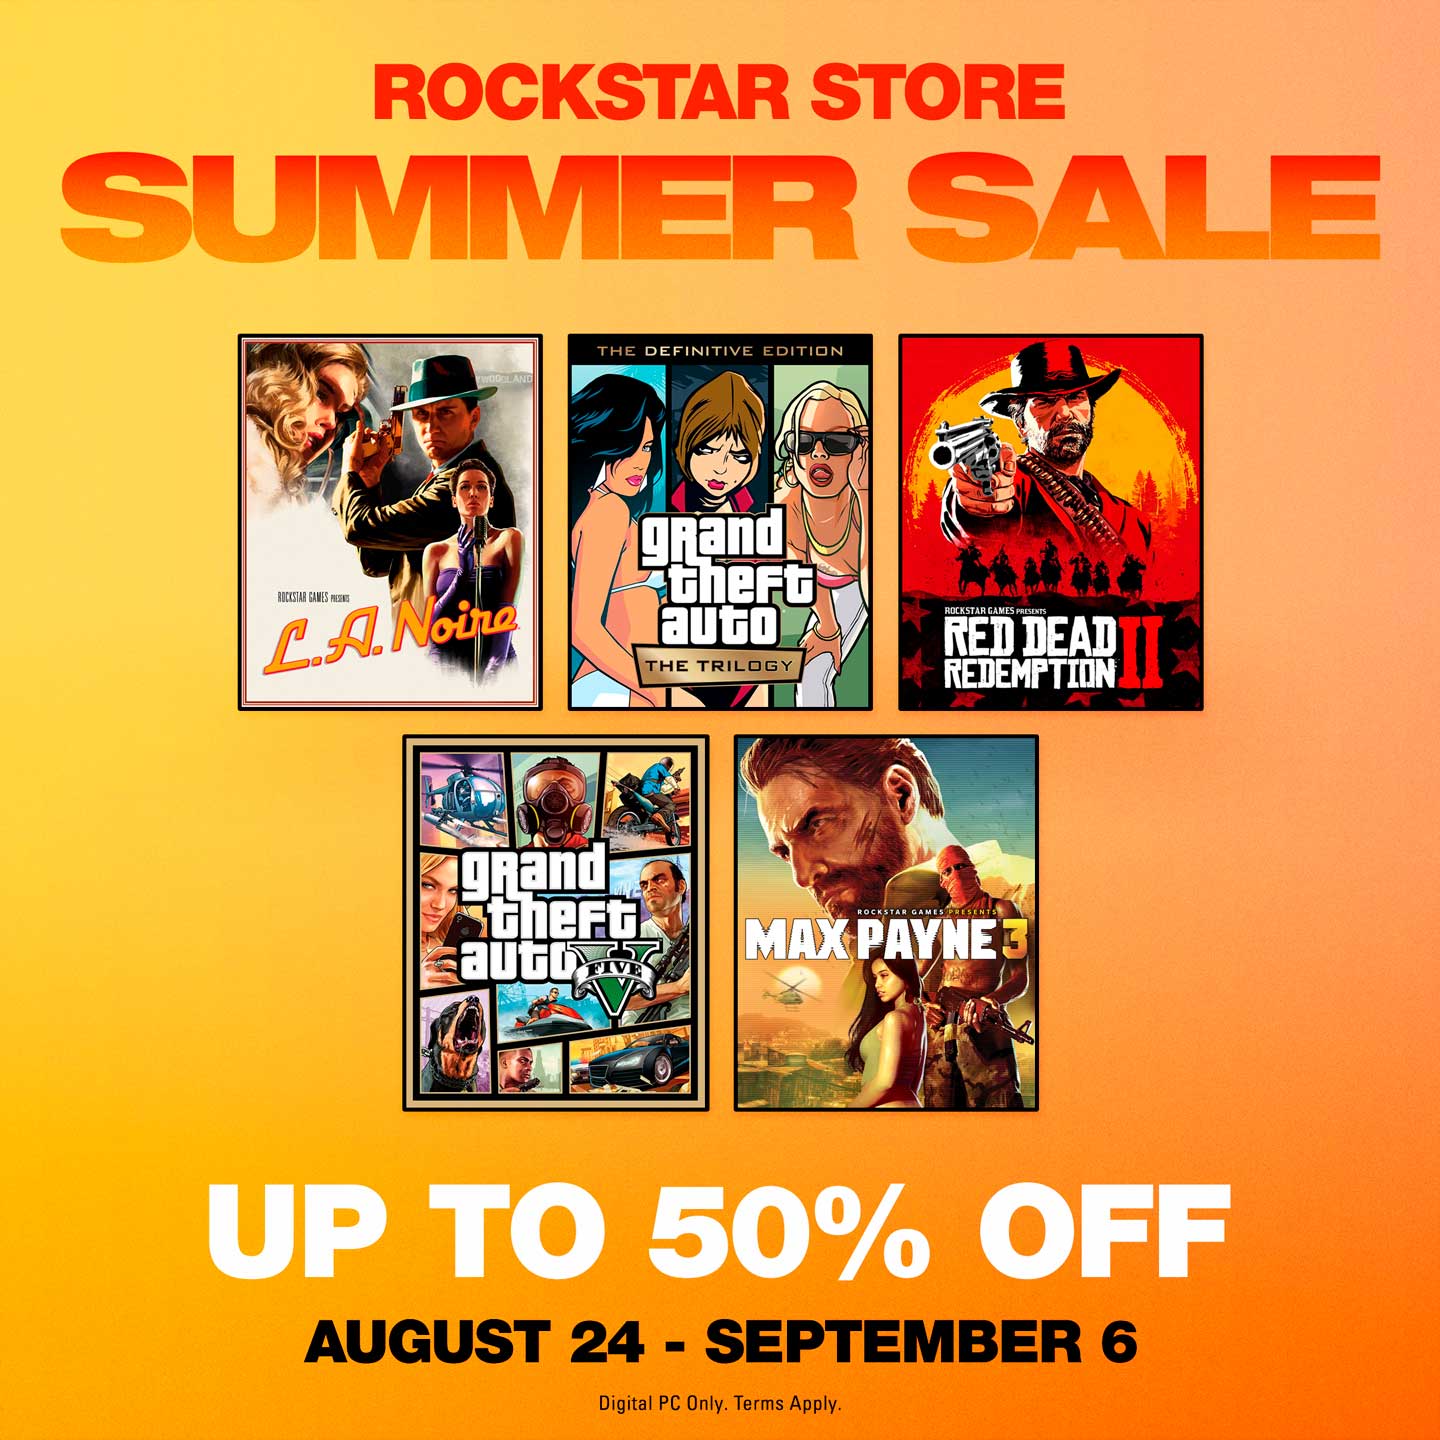 ROCKSTAR STORE
SUMMER SALE
YWOODLAND
ROCKSTAR GAMES PRESENTS
L.A. Noire
THE DEFINITIVE EDITION
grand
theft
auto
THE TRILOGY
ROCKSTAR GAMES PRESENTS
RED DEAD
REDEMPTION II
grand
theft
auto V
FIVE
ROCKSTAR GAMES PRESENTS
MAX PAYNE 3
UP TO 50% OFF
AUGUST 24 - SEPTEMBER 6
Digital PC Only. Terms Apply.